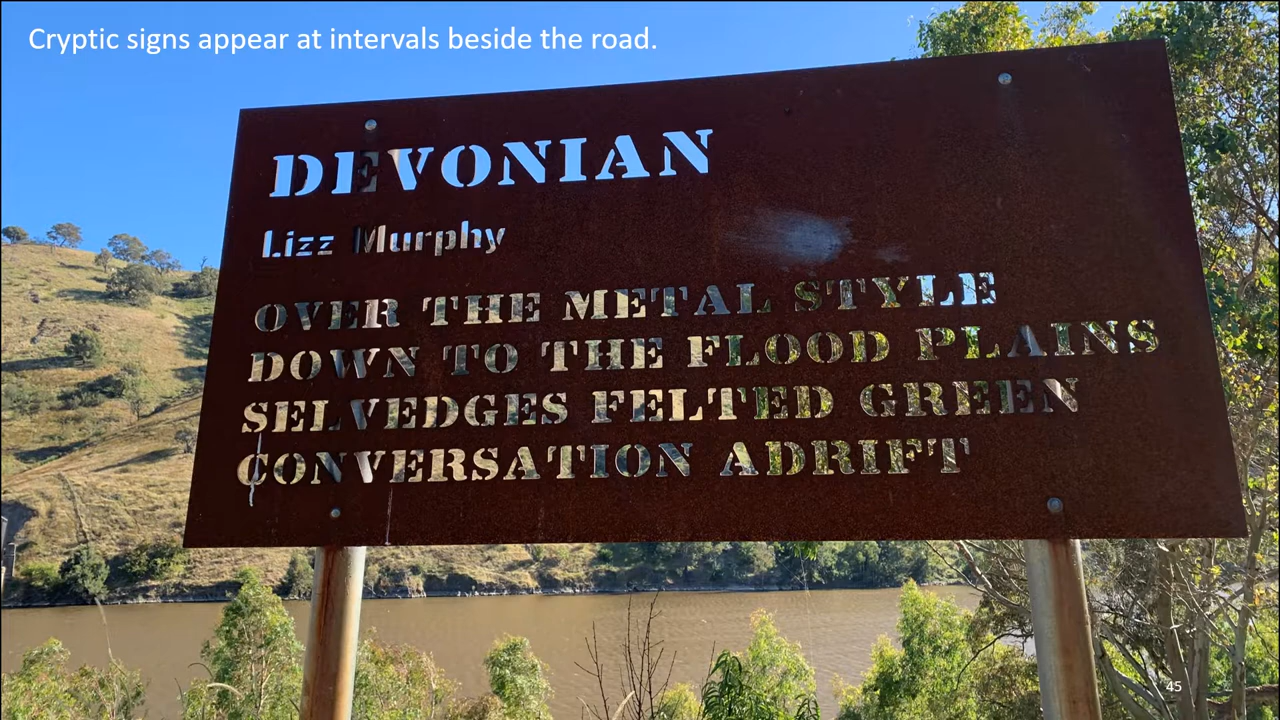 Cryptic signs appear at intervals beside the road.
DEVONIAN
Lizz Murphy
OVER THE METAL STYLE
DOWN TO THE FLOOD PLAINS
SELVEDGES FELTED GREEN
CONVERSATION ADRIFT
45